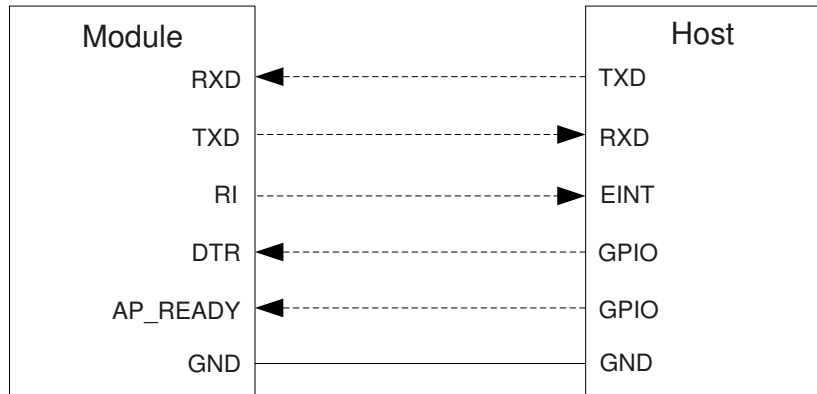 Module Host
RXD TXD
TXD RXD
RI EINT
DTR GPIO
AP_READY GPIO
GND GND